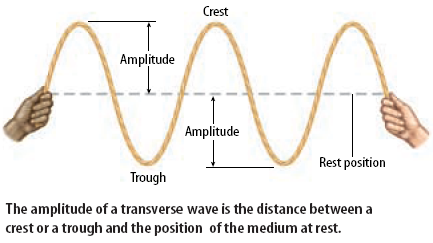 Crest
Amplitude
Amplitude
Rest position
Trough
The amplitude of a transverse wave is the distance between a
crest or a trough and the position of the medium at rest.